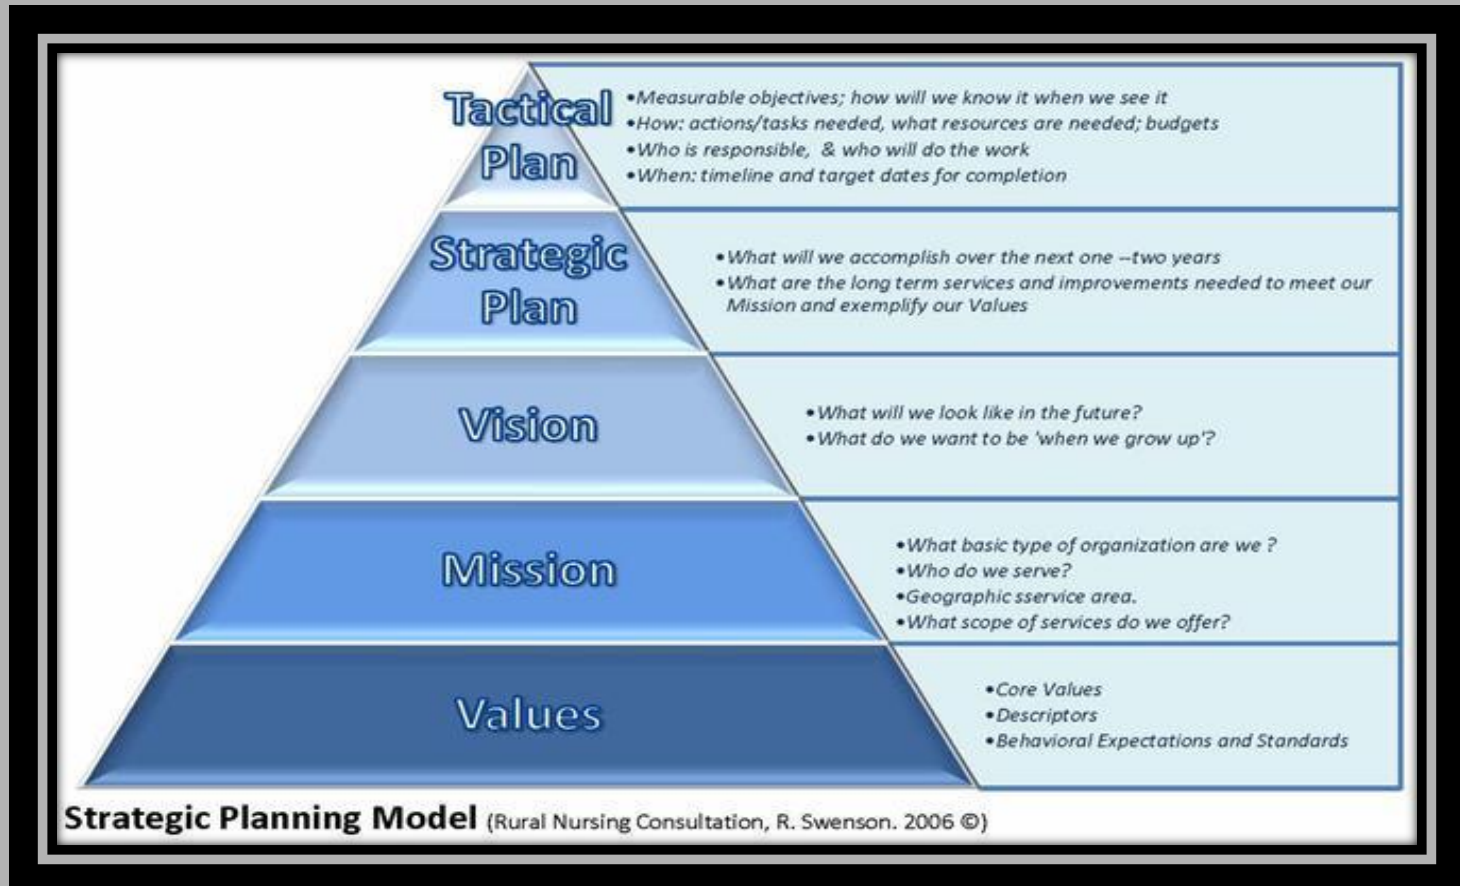 Tactical
Plan
•Measurable objectives; how will we know it when we see it
•How: actions/tasks needed, what resources are needed; budgets
•Who is responsible, & who will do the work
•When: timeline and target dates for completion
Strategic
Plan
•What will we accomplish over the next one –two years
•What are the long term services and improvements needed to meet our
Mission and exemplify our Values
Vision
•What will we look like in the future?
•What do we want to be 'when we grow up'?
Mission
•What basic type of organization are we ?
•Who do we serve?
•Geographic sservice area.
•What scope of services do we offer?
Values
•Core Values
•Descriptors
•Behavioral Expectations and Standards
Strategic Planning Model (Rural Nursing Consultation, R. Swenson. 2006 ©)